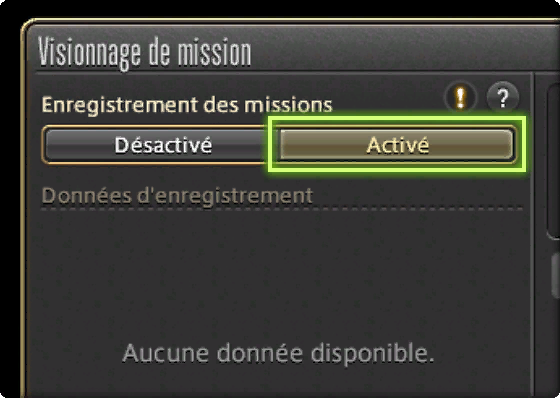 Visionnage de mission
Enregistrement des missions ! ?
Désactivé Activé
Données d'enregistrement
Aucune donnée disponible.